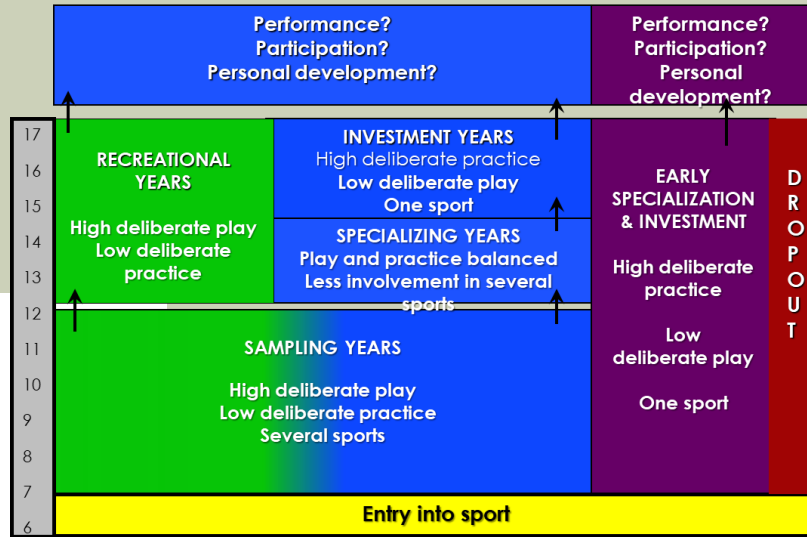 Performance?
Participation?
Personal development?
Performance?
Participation?
Personal
development?
17
16
15
14
13
12
11
10
9
8
7
6
RECREATIONAL
YEARS
High deliberate play
Low deliberate
practice
INVESTMENT YEARS
High deliberate practice
Low deliberate play
One sport
SPECIALIZING YEARS
Play and practice balanced
Less involvement in several
sports
SAMPLING YEARS
High deliberate play
Low deliberate practice
Several sports
EARLY
SPECIALIZATION
& INVESTMENT
High deliberate
practice
Low
deliberate play
One sport
D
R
O
P
O
U
T
Entry into sport